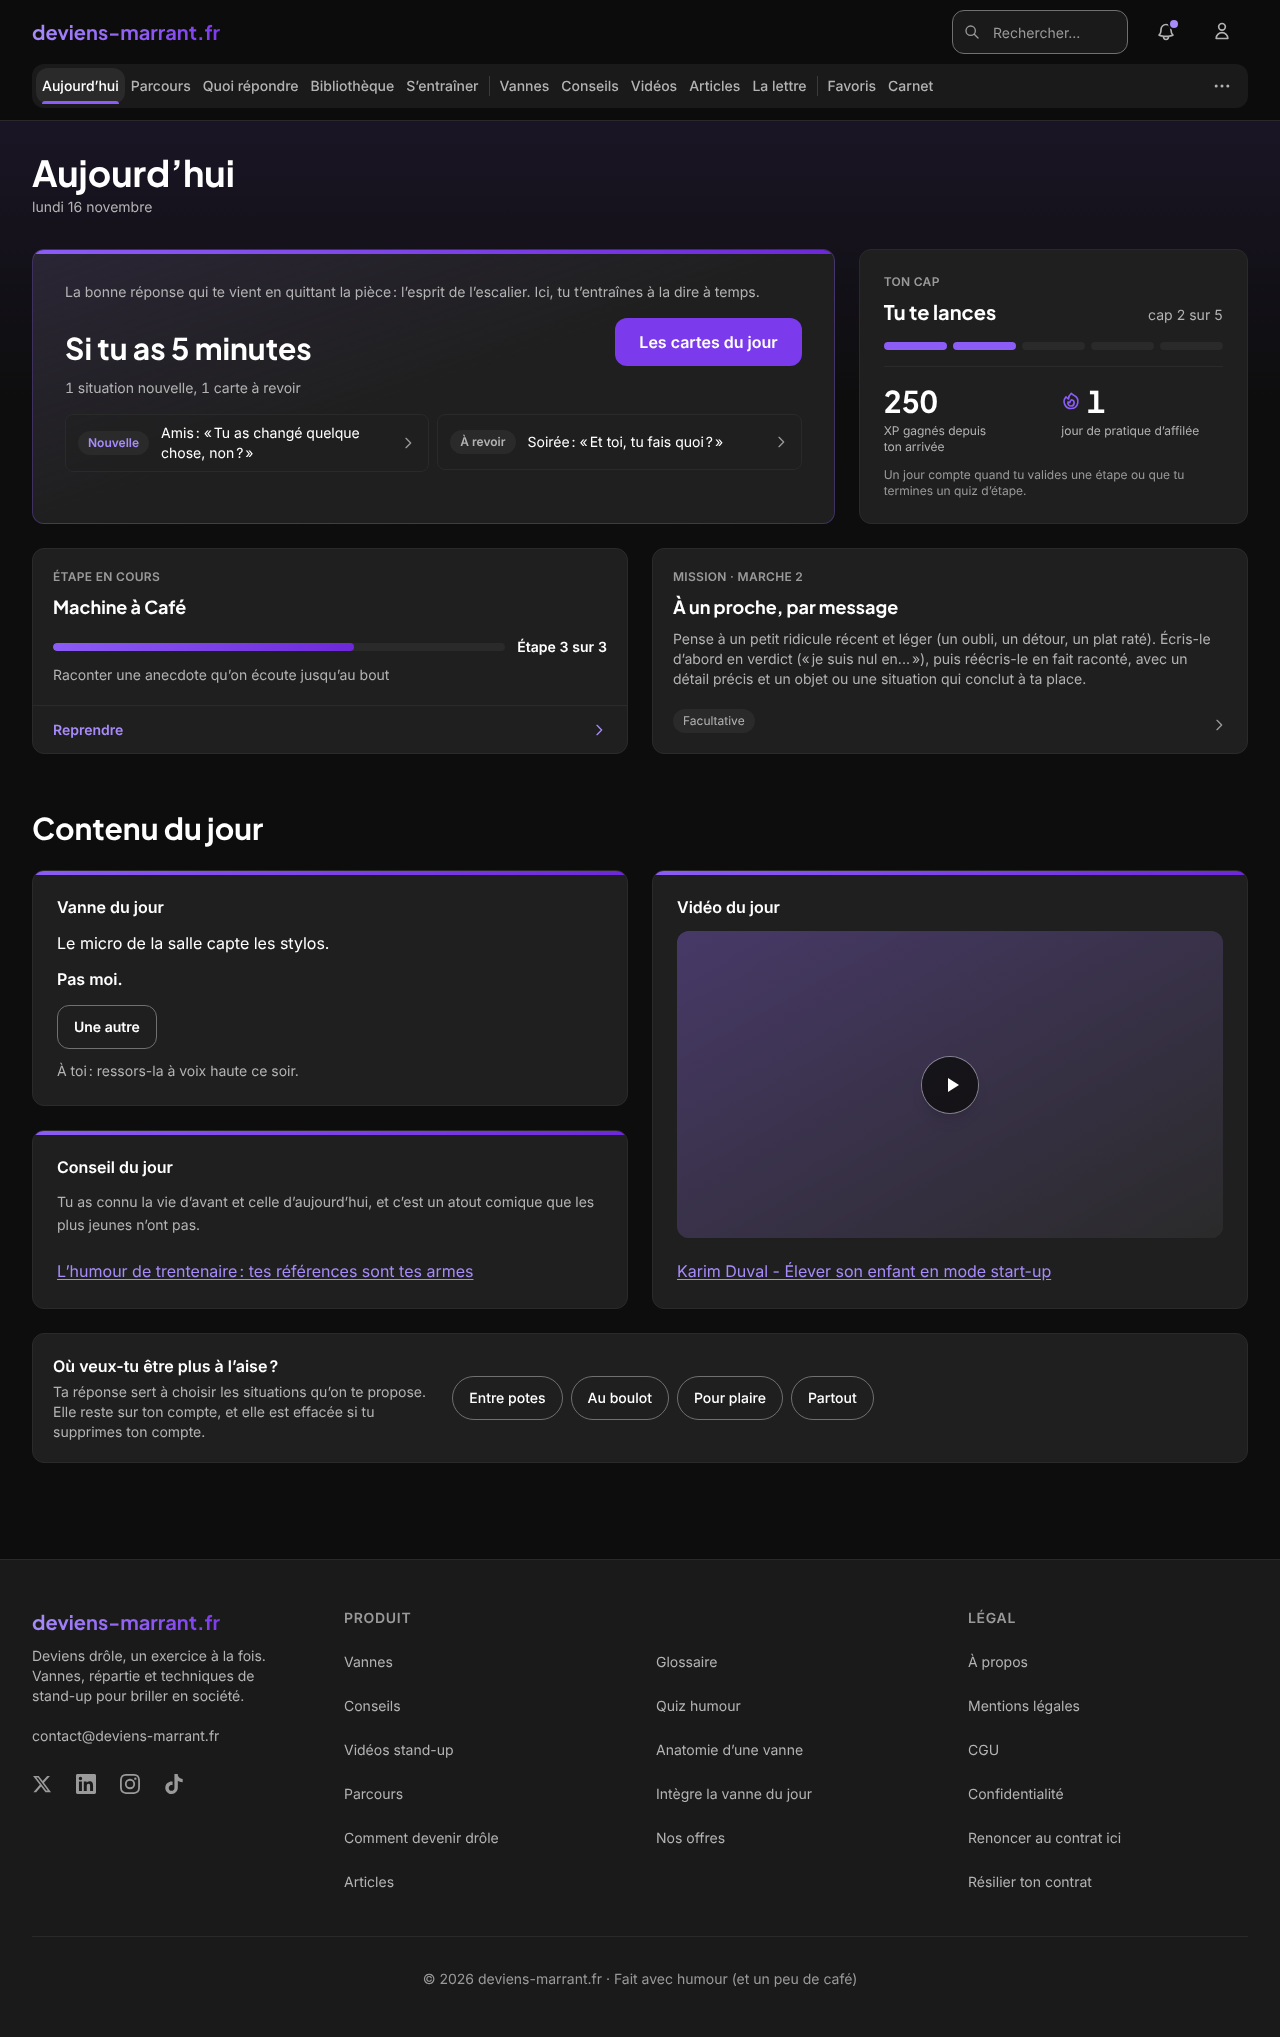 deviens-marrant.fr
Rechercher...
Aujourd’hui Parcours Quoi répondre Bibliothèque S’entraîner Vannes Conseils Vidéos Articles La lettre Favoris Carnet
Aujourd’hui
lundi 16 novembre
La bonne réponse qui te vient en quittant la pièce : l’esprit de l’escalier. Ici, tu t’entraînes à la dire à temps.
Si tu as 5 minutes
Les cartes du jour
1 situation nouvelle, 1 carte à revoir
Nouvelle
Amis : « Tu as changé quelque
chose, non ? »
À revoir
Soirée : « Et toi, tu fais quoi ? »
TON CAP
Tu te lances
cap 2 sur 5
250
XP gagnés depuis
ton arrivée
1
jour de pratique d’affilée
Un jour compte quand tu valides une étape ou que tu
termines un quiz d’étape.
ÉTAPE EN COURS
Machine à Café
Étape 3 sur 3
Raconter une anecdote qu’on écoute jusqu’au bout
Reprendre
MISSION · MARCHE 2
À un proche, par message
Pense à un petit ridicule récent et léger (un oubli, un détour, un plat raté). Écris-le
d’abord en verdict (« je suis nul en… »), puis réécris-le en fait raconté, avec un
détail précis et un objet ou une situation qui conclut à ta place.
Facultative
Contenu du jour
Vanne du jour
Le micro de la salle capte les stylos.
Pas moi.
Une autre
À toi : ressors-la à voix haute ce soir.
Conseil du jour
Tu as connu la vie d’avant et celle d’aujourd’hui, et c’est un atout comique que les
plus jeunes n’ont pas.
L’humour de trentenaire : tes références sont tes armes
Vidéo du jour
Karim Duval - Élever son enfant en mode start-up
Où veux-tu être plus à l’aise ?
Ta réponse sert à choisir les situations qu’on te propose.
Elle reste sur ton compte, et elle est effacée si tu
supprimes ton compte.
Entre potes
Au boulot
Pour plaire
Partout
deviens-marrant.fr
Deviens drôle, un exercice à la fois.
Vannes, répartie et techniques de
stand-up pour briller en société.
contact@deviens-marrant.fr
PRODUIT
Vannes
Conseils
Vidéos stand-up
Parcours
Comment devenir drôle
Articles
Glossaire
Quiz humour
Anatomie d’une vanne
Intègre la vanne du jour
Nos offres
LÉGAL
À propos
Mentions légales
CGU
Confidentialité
Renoncer au contrat ici
Résilier ton contrat
© 2026 deviens-marrant.fr · Fait avec humour (et un peu de café)